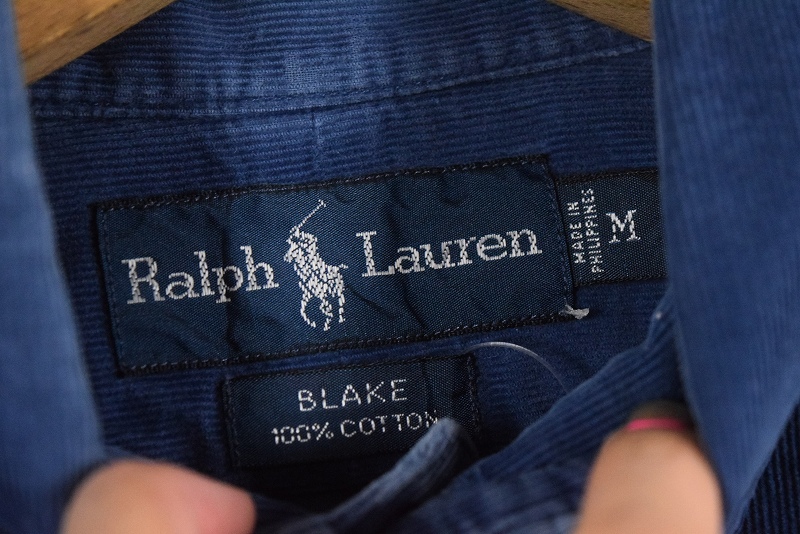 Ralph Lauren
MADE IN
PHILIPPINES
M
BLAKE
100% COTTON